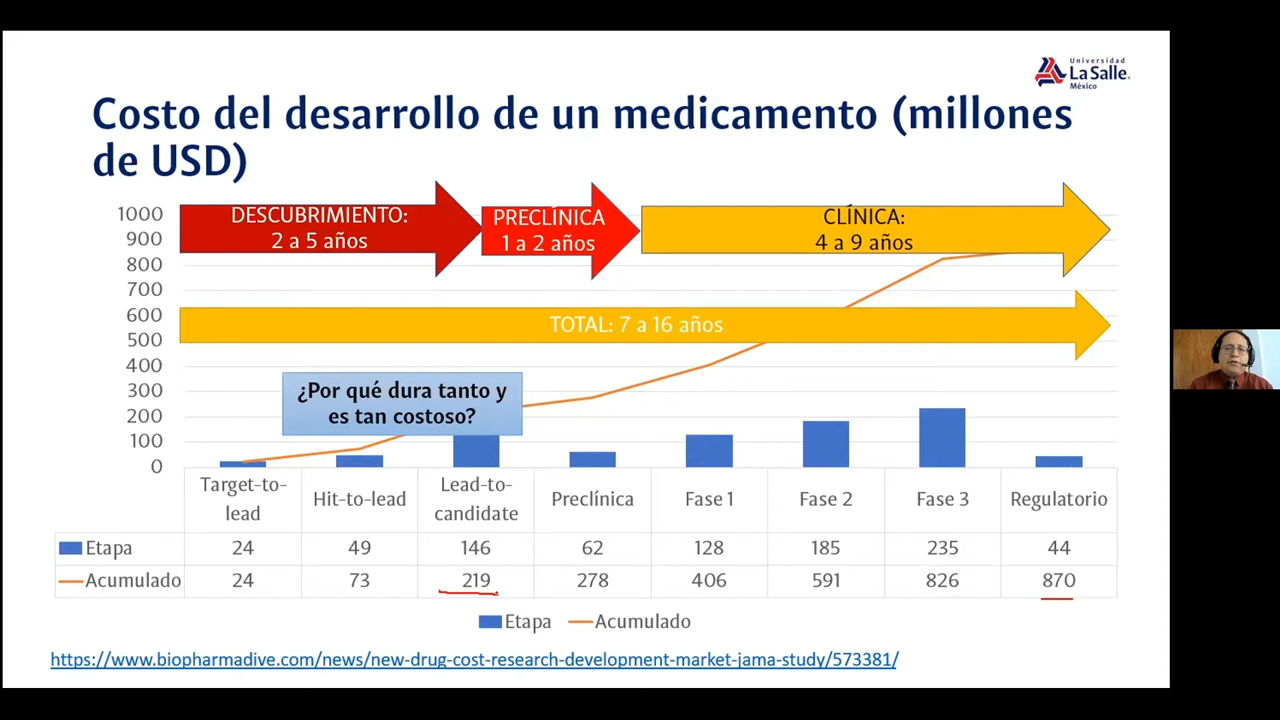 Universidad
La Salle®
México
Costo del desarrollo de un medicamento (millones
de USD)
DESCUBRIMIENTO:
2 a 5 años
PRECLÍNICA
1 a 2 años
CLÍNICA:
4 a 9 años
TOTAL: 7 a 16 años
¿Por qué dura tanto y
es tan costoso?
1000
900
800
700
600
500
400
300
200
100
0
Target-to-lead Hit-to-lead Lead-to-candidate Preclínica Fase 1 Fase 2 Fase 3 Regulatorio
Etapa 24 49 146 62 128 185 235 44
Acumulado 24 73 219 278 406 591 826 870
Etapa Acumulado
https://www.biopharmadive.com/news/new-drug-cost-research-development-market-jama-study/573381/